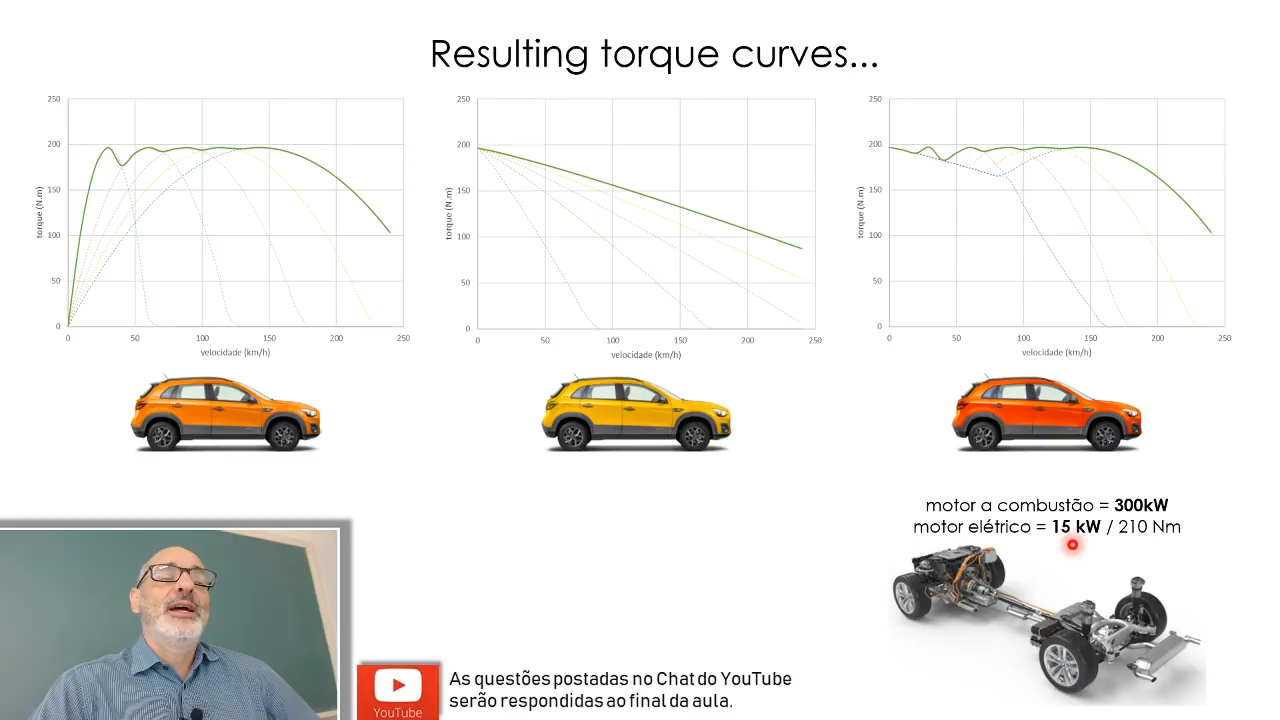 Resulting torque curves...
250
200
150
100
50
0
torque (N.m)
0 50 100 150 200 250
velocidade (km/h)
250
200
150
100
50
0
torque (N.m)
0 50 100 150 200 250
velocidade (km/h)
250
200
150
100
50
0
torque (N.m)
0 50 100 150 200 250
velocidade (km/h)
motor a combustão = 300kW
motor elétrico = 15 kW / 210 Nm
As questões postadas no Chat do YouTube
serão respondidas ao final da aula.
YouTube